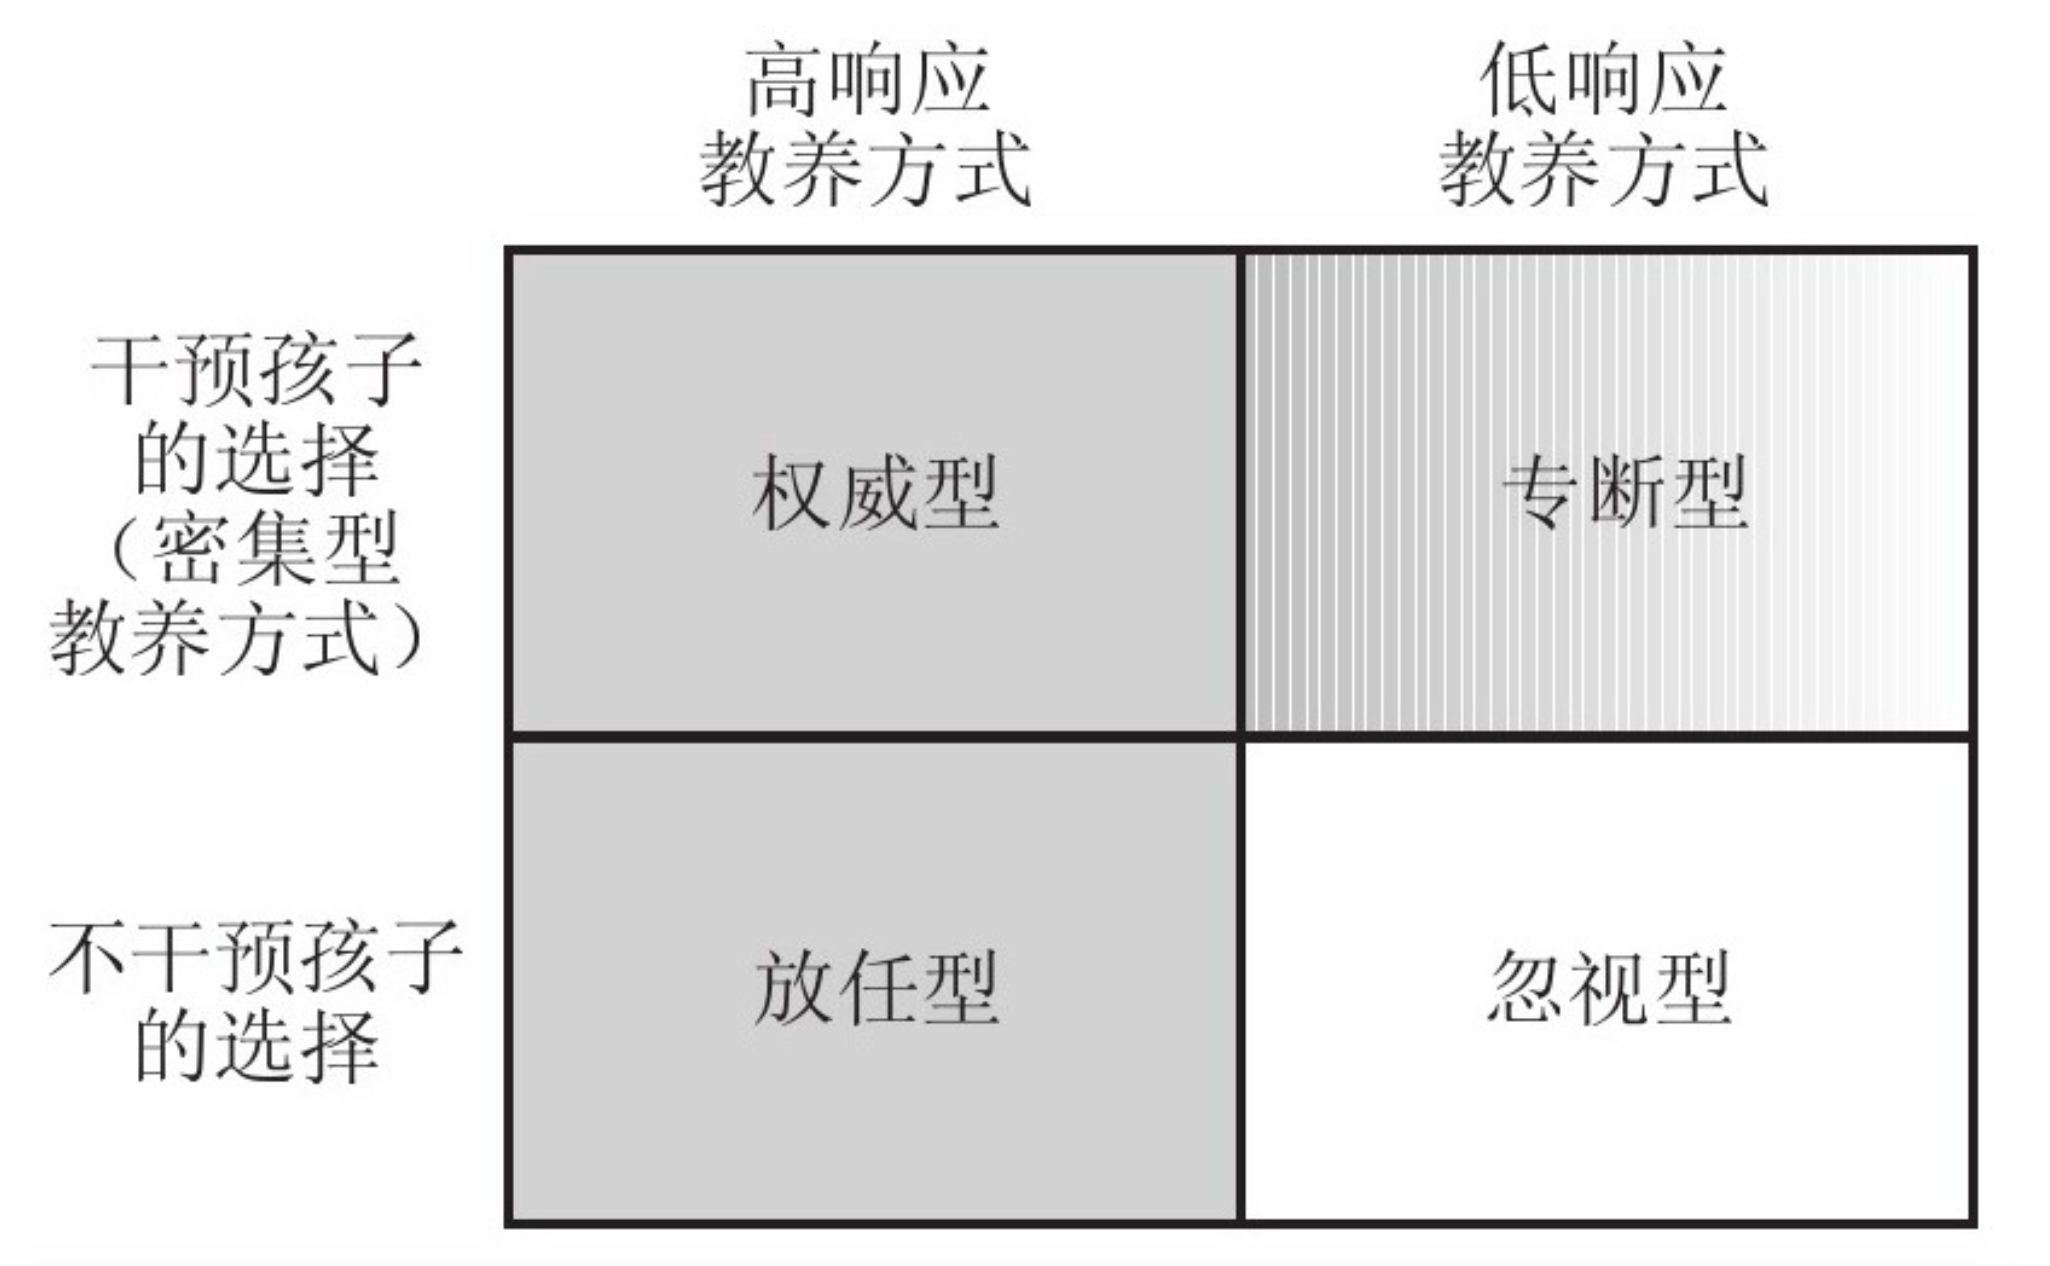 高响应
教养方式
低响应
教养方式
干预孩子
的选择
（密集型
教养方式）
权威型
专断型
不干预孩子
的选择
放任型
忽视型